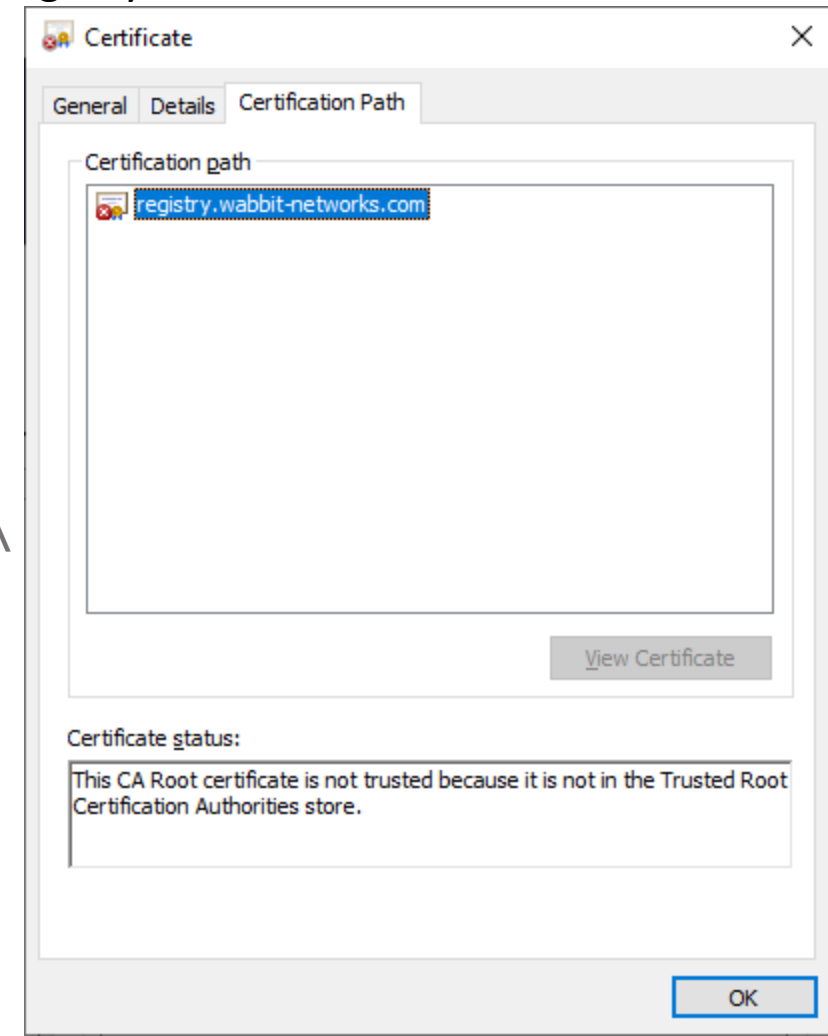 Certificate
General Details Certification Path
Certification path
registry.wabbit-networks.com
View Certificate
Certificate status:
This CA Root certificate is not trusted because it is not in the Trusted Root
Certification Authorities store.
OK